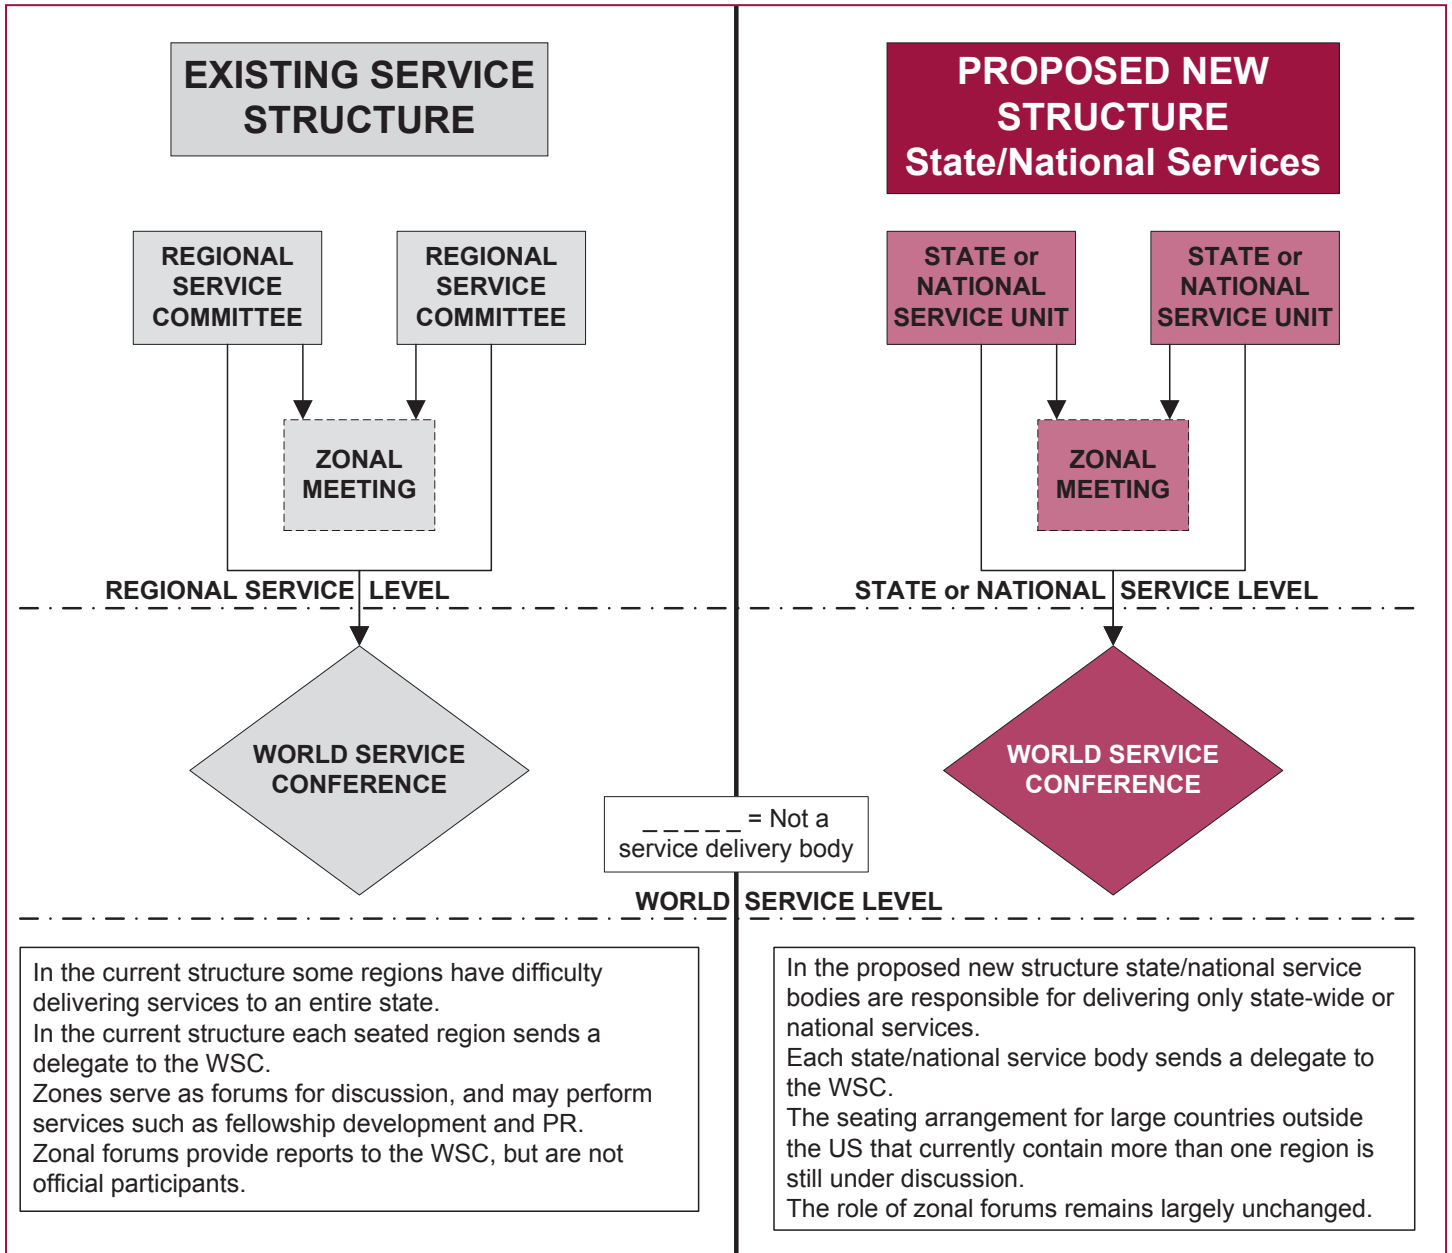 EXISTING SERVICE
STRUCTURE
REGIONAL
SERVICE
COMMITTEE
REGIONAL
SERVICE
COMMITTEE
ZONAL
MEETING
REGIONAL SERVICE LEVEL
WORLD SERVICE
CONFERENCE
PROPOSED NEW
STRUCTURE
State/National Services
STATE or
NATIONAL
SERVICE UNIT
STATE or
NATIONAL
SERVICE UNIT
ZONAL
MEETING
STATE or NATIONAL SERVICE LEVEL
WORLD SERVICE
CONFERENCE
_ _ _ _ _ = Not a
service delivery body
WORLD SERVICE LEVEL
In the current structure some regions have difficulty
delivering services to an entire state.
In the current structure each seated region sends a
delegate to the WSC.
Zones serve as forums for discussion, and may perform
services such as fellowship development and PR.
Zonal forums provide reports to the WSC, but are not
official participants.
In the proposed new structure state/national service
bodies are responsible for delivering only state-wide or
national services.
Each state/national service body sends a delegate to
the WSC.
The seating arrangement for large countries outside
the US that currently contain more than one region is
still under discussion.
The role of zonal forums remains largely unchanged.